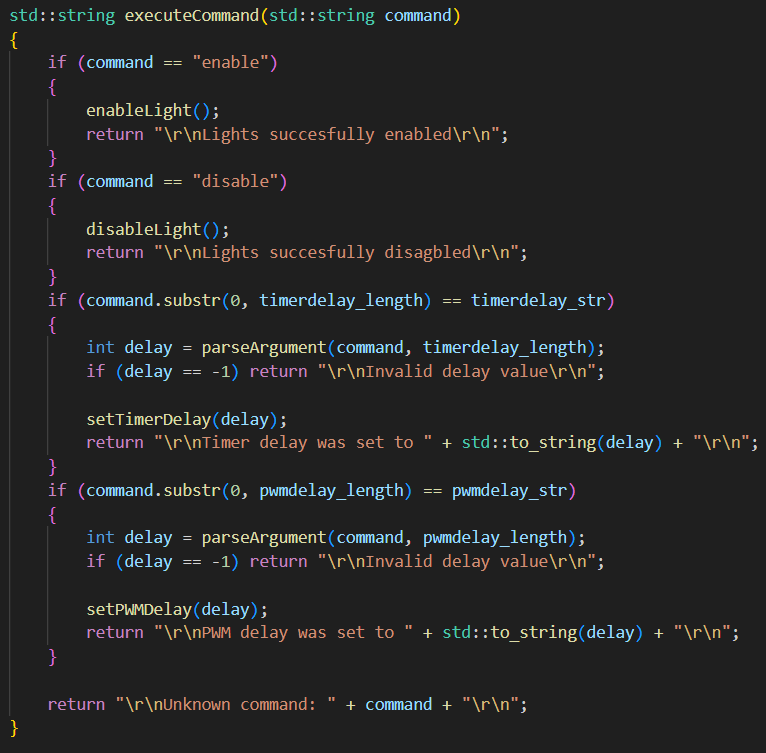 std::string executeCommand(std::string command)
{
    if (command == "enable")
    {
        enableLight();
        return "\r\nLights succesfully enabled\r\n";
    }
    if (command == "disable")
    {
        disableLight();
        return "\r\nLights succesfully disagbled\r\n";
    }
    if (command.substr(0, timerdelay_length) == timerdelay_str)
    {
        int delay = parseArgument(command, timerdelay_length);
        if (delay == -1) return "\r\nInvalid delay value\r\n";

        setTimerDelay(delay);
        return "\r\nTimer delay was set to " + std::to_string(delay) + "\r\n";
    }
    if (command.substr(0, pwmdelay_length) == pwmdelay_str)
    {
        int delay = parseArgument(command, pwmdelay_length);
        if (delay == -1) return "\r\nInvalid delay value\r\n";

        setPWMDelay(delay);
        return "\r\nPWM delay was set to " + std::to_string(delay) + "\r\n";
    }

    return "\r\nUnknown command: " + command + "\r\n";
}